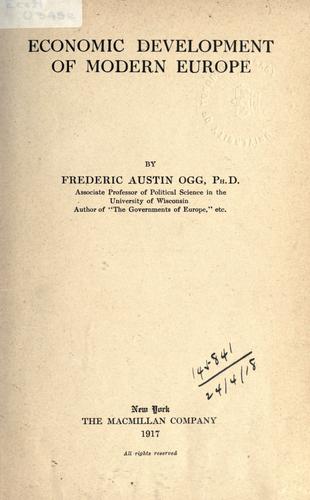 ECONOMIC DEVELOPMENT
OF MODERN EUROPE
BY
FREDERIC AUSTIN OGG, PH.D.
Associate Professor of Political Science in the
University of Wisconsin
Author of "The Governments of Europe," etc.
148841
24/4/18
New York
THE MACMILLAN COMPANY
1917
All rights reserved